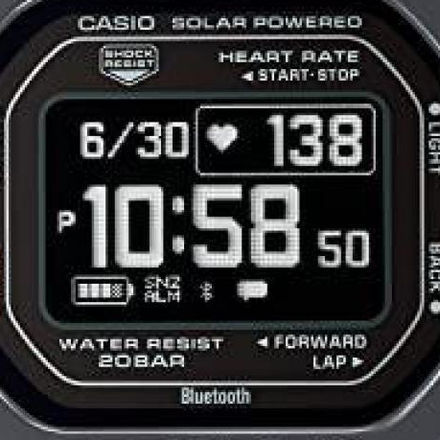 CASIO SOLAR POWERED
SHOCK RESIST
HEART RATE
◄ START·STOP
6/30 ♥ 138
P 10:58 50
SNZ
ALM
LIGHT
BACK
WATER RESIST
20BAR
◄ FORWARD
LAP ►
Bluetooth